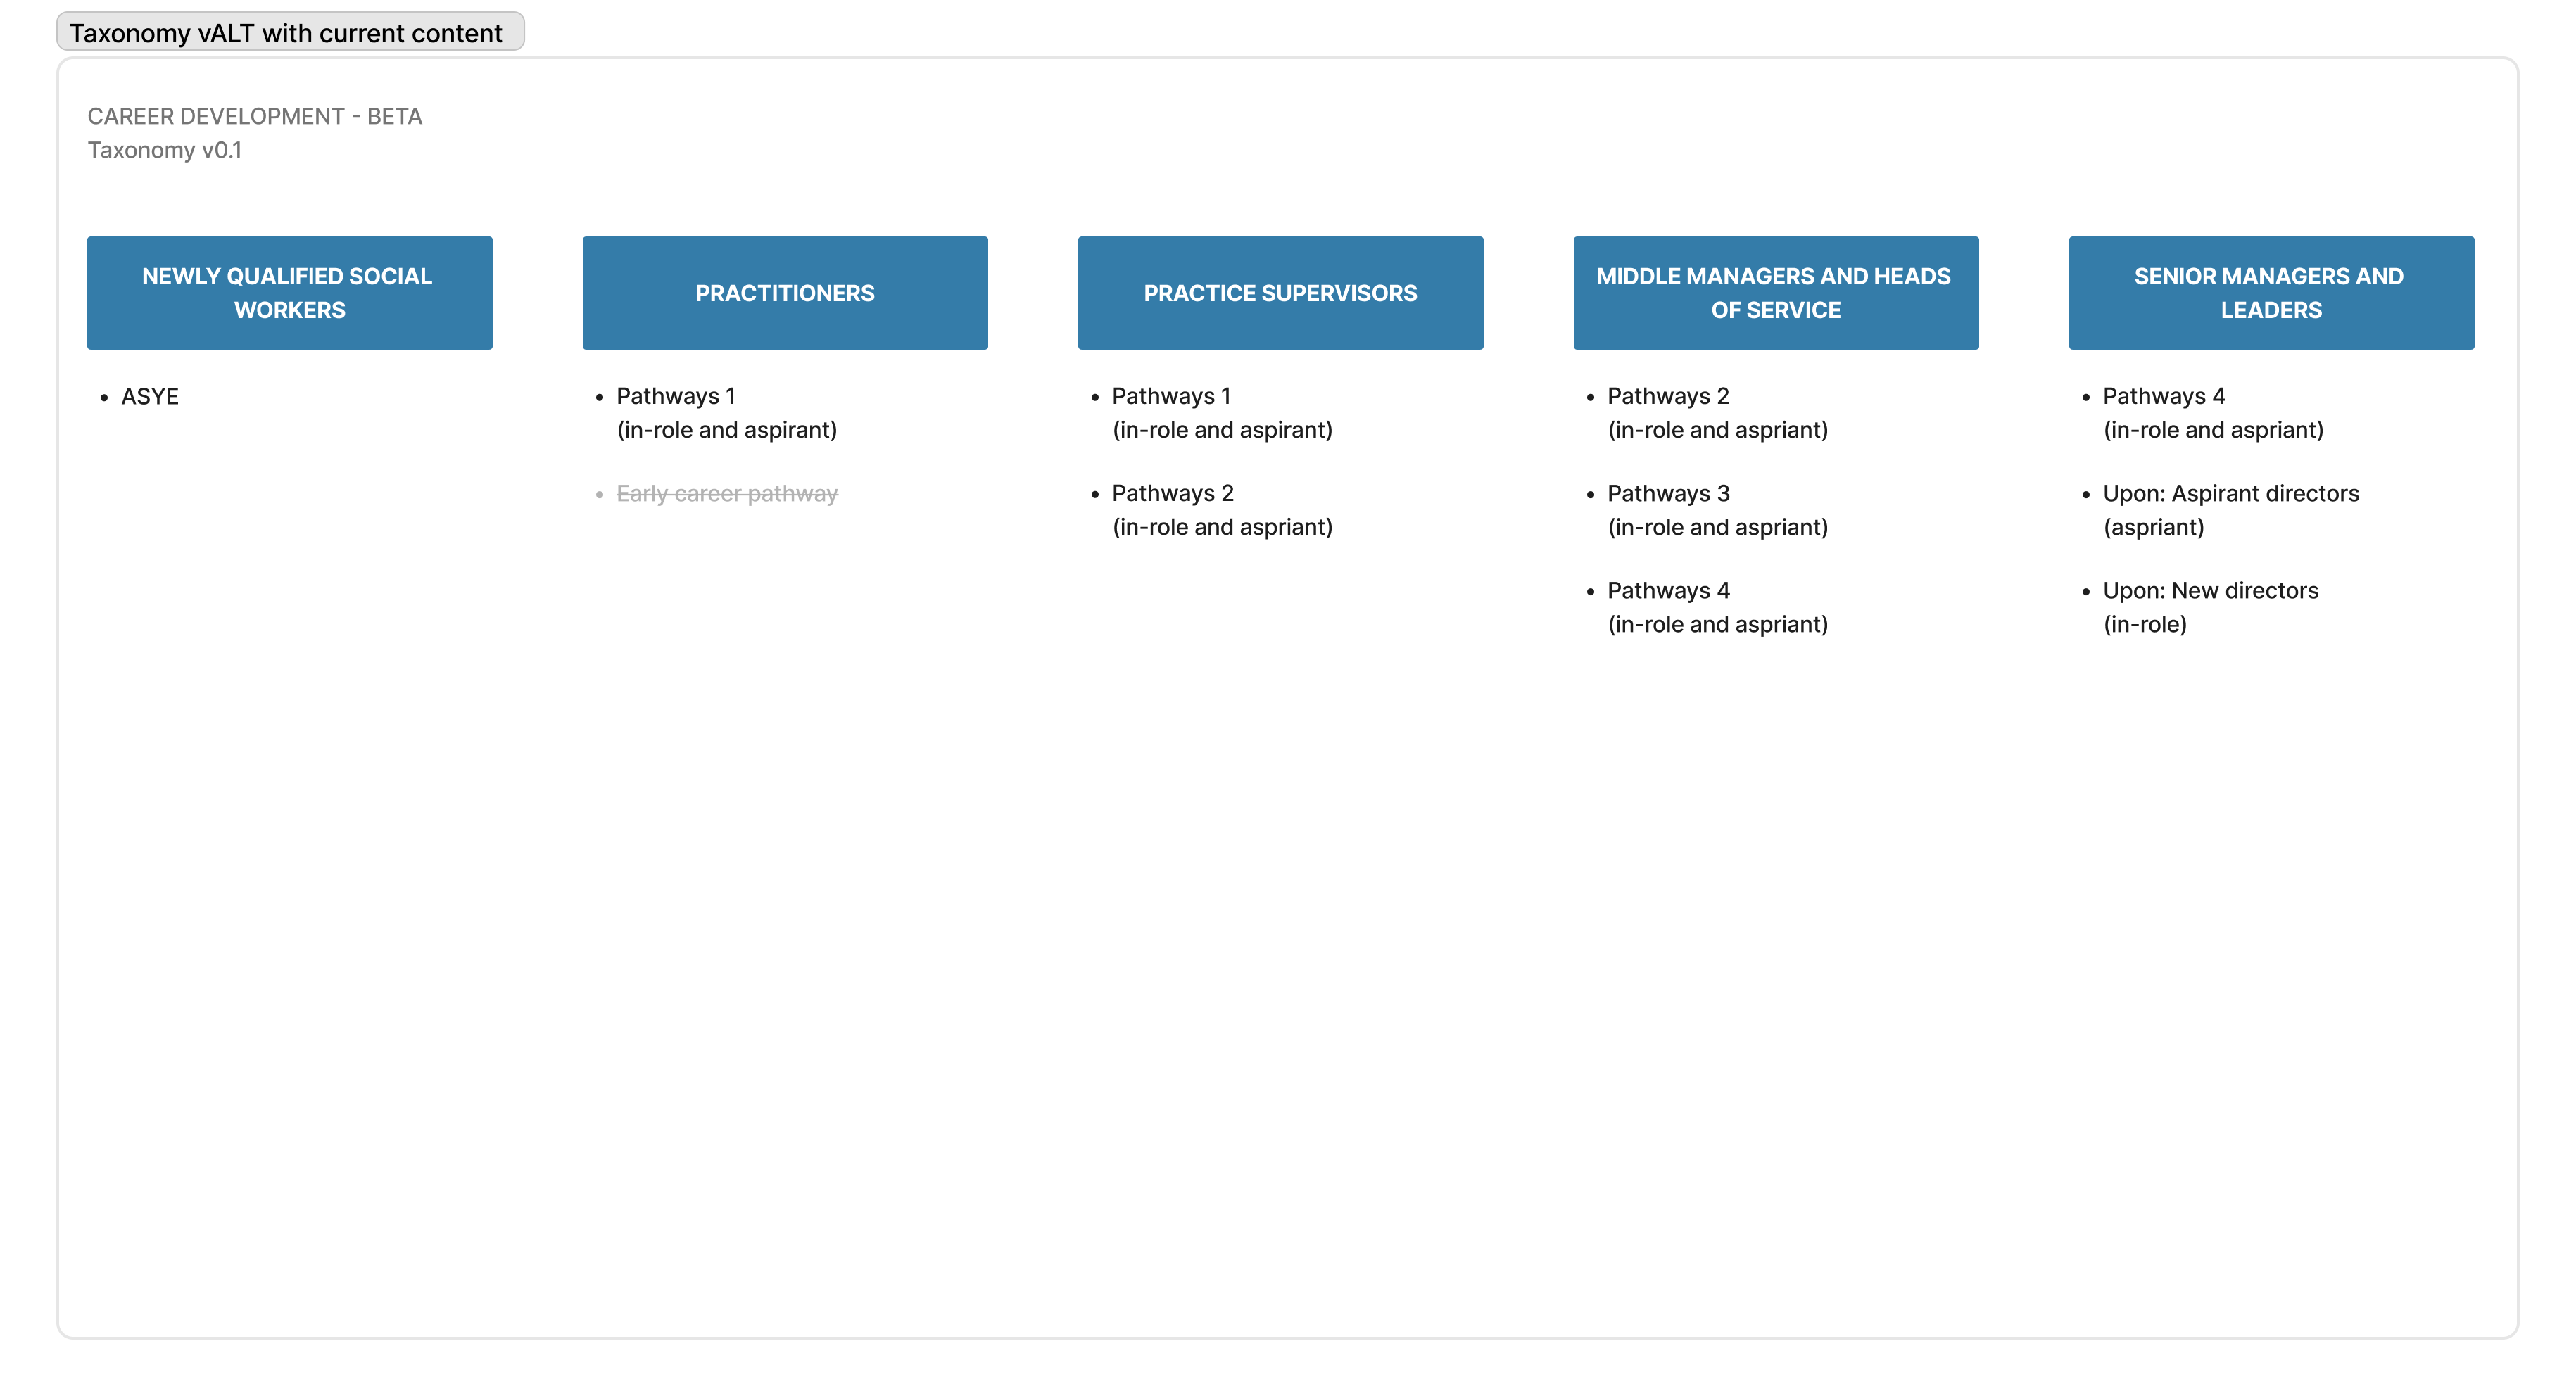 Taxonomy vALT with current content
CAREER DEVELOPMENT - BETA
Taxonomy v0.1
NEWLY QUALIFIED SOCIAL
WORKERS
• ASYE
PRACTITIONERS
• Pathways 1
(in-role and aspirant)
• Early career pathway
PRACTICE SUPERVISORS
• Pathways 1
(in-role and aspirant)
• Pathways 2
(in-role and aspriant)
MIDDLE MANAGERS AND HEADS
OF SERVICE
• Pathways 2
(in-role and aspriant)
• Pathways 3
(in-role and aspriant)
• Pathways 4
(in-role and aspriant)
SENIOR MANAGERS AND
LEADERS
• Pathways 4
(in-role and aspriant)
• Upon: Aspirant directors
(aspriant)
• Upon: New directors
(in-role)